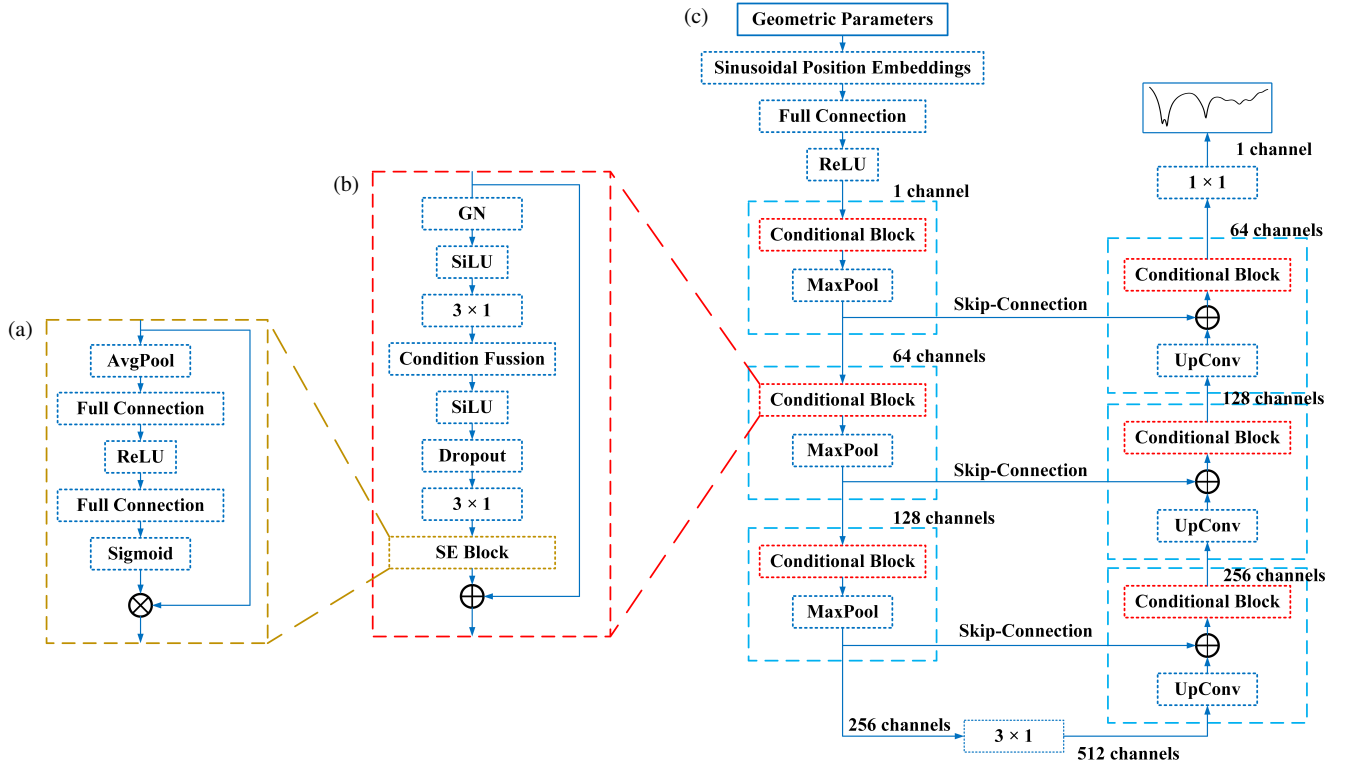 (a)
AvgPool
Full Connection
ReLU
Full Connection
Sigmoid
(b)
GN
SiLU
3 × 1
Condition Fussion
SiLU
Dropout
3 × 1
SE Block
(c)
Geometric Parameters
Sinusoidal Position Embeddings
Full Connection
ReLU
1 channel
Conditional Block
MaxPool
Skip-Connection
64 channels
Conditional Block
MaxPool
Skip-Connection
128 channels
Conditional Block
MaxPool
Skip-Connection
256 channels
3 × 1
512 channels
UpConv
Conditional Block
256 channels
UpConv
Conditional Block
128 channels
UpConv
Conditional Block
64 channels
1 × 1
1 channel